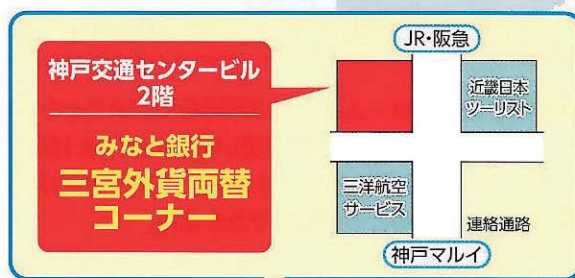 神戸交通センタービル
2階
みなと銀行
三宮外貨両替
コーナー
JR・阪急
近畿日本
ツーリスト
三洋航空
サービス
連絡通路
神戸マルイ